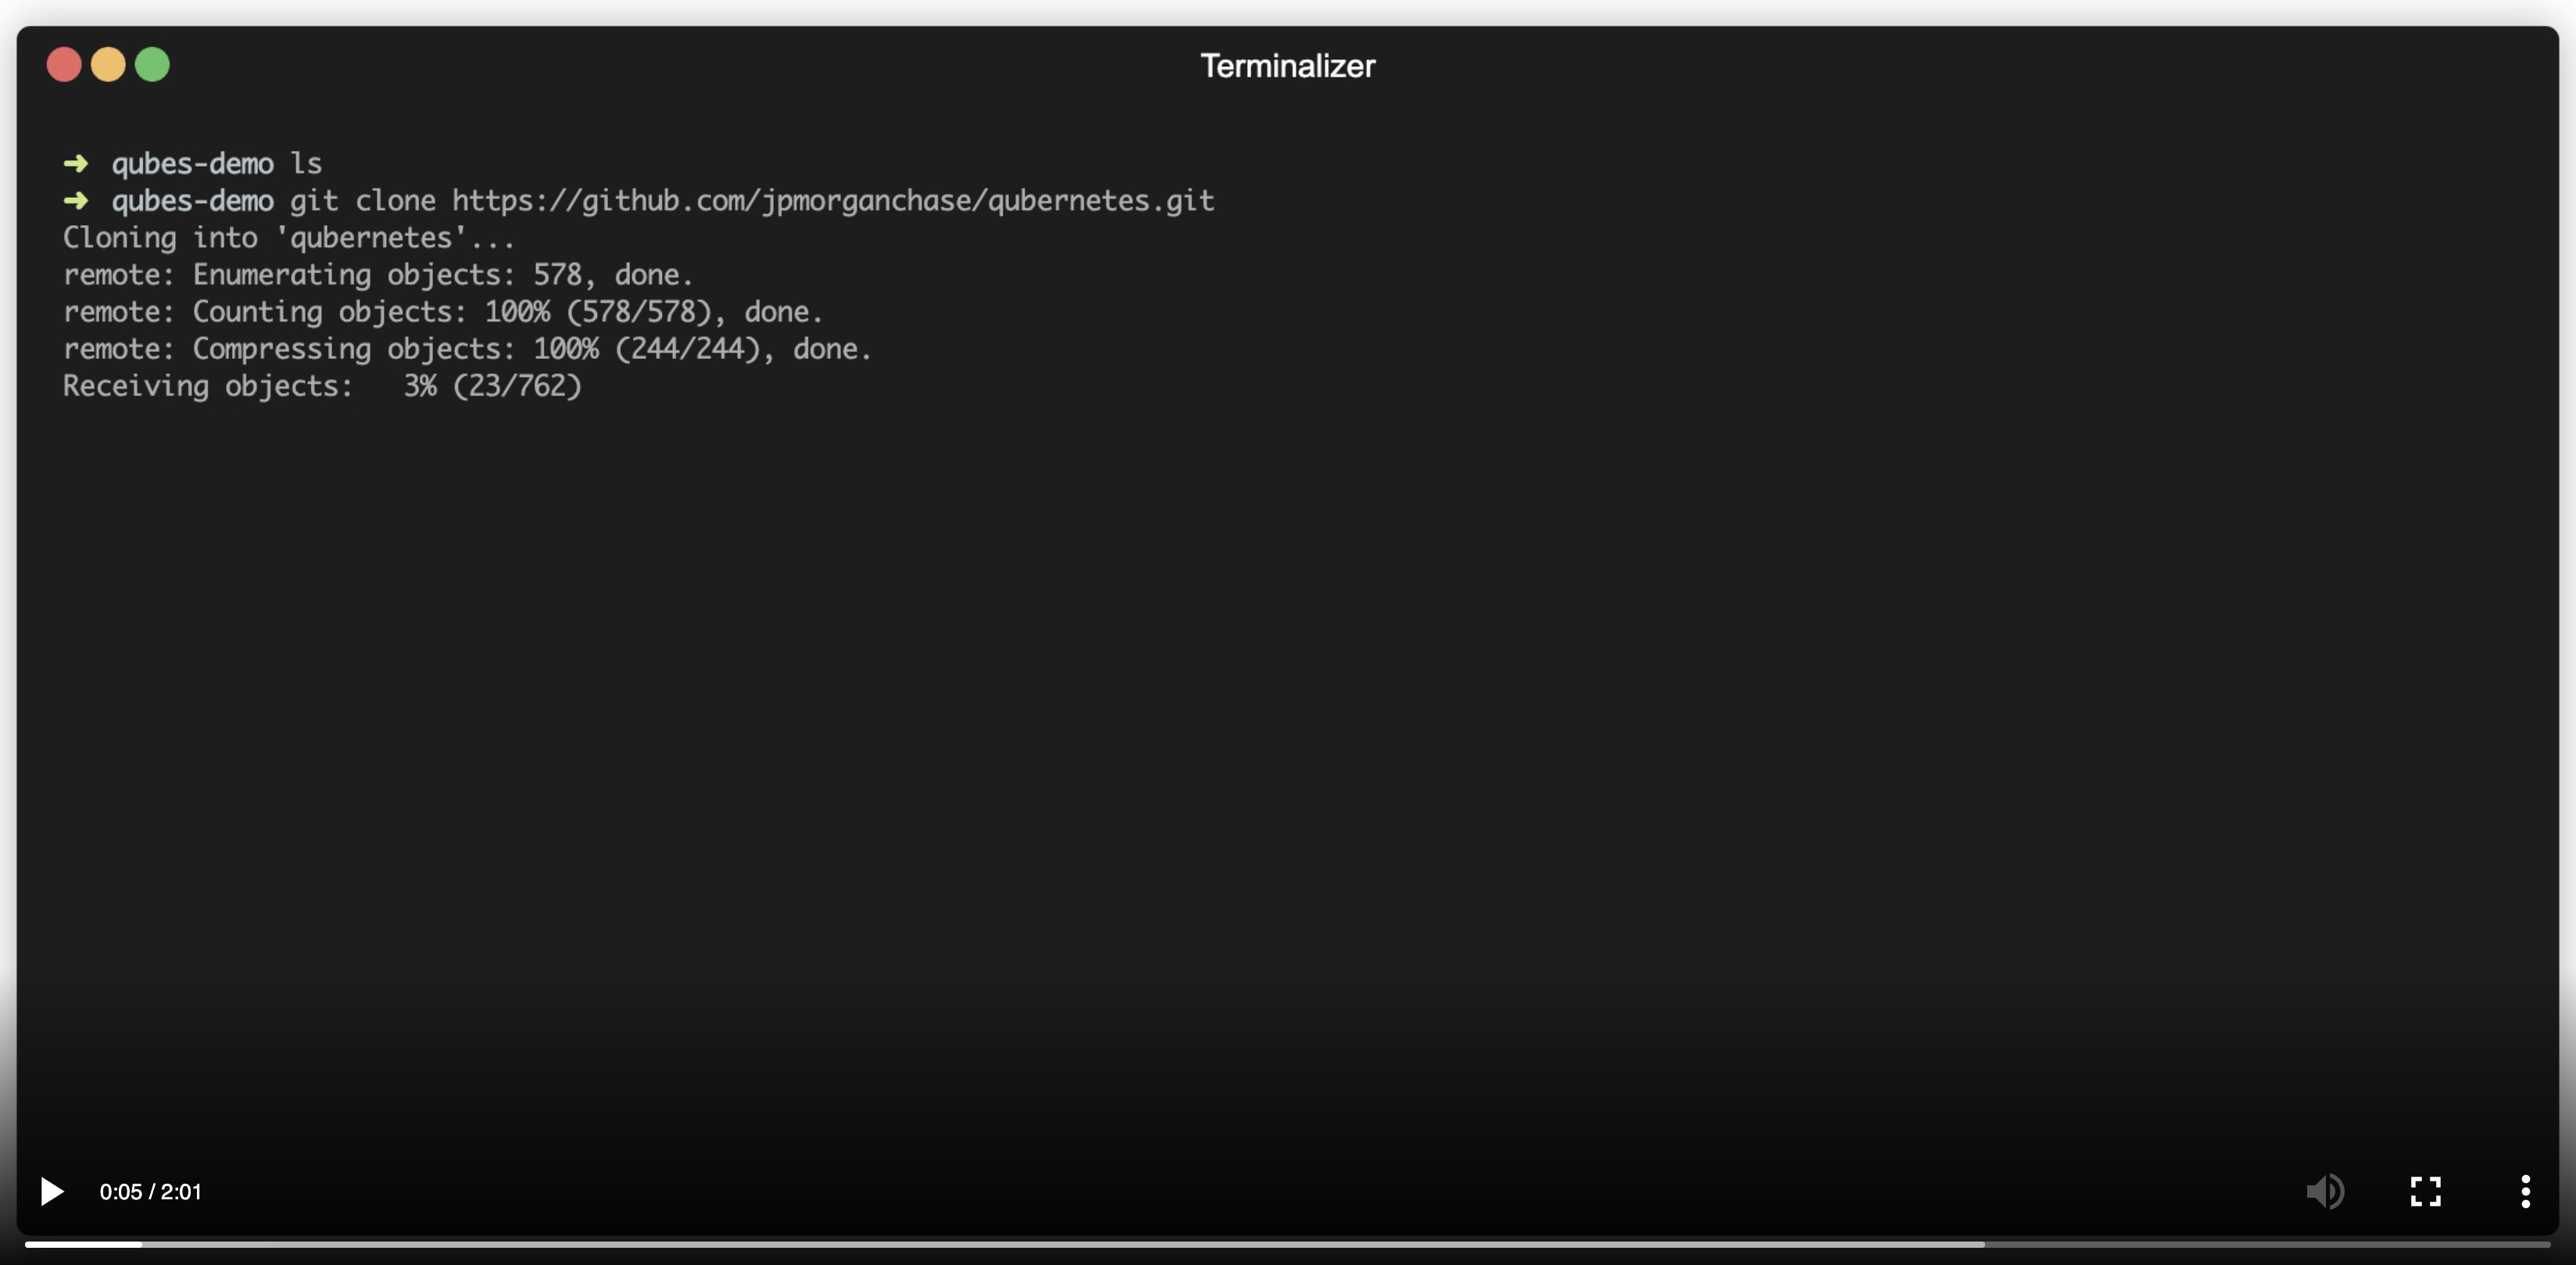 Terminalizer
➜ qubes-demo ls
➜ qubes-demo git clone https://github.com/jpmorganchase/qubernetes.git
Cloning into 'qubernetes'...
remote: Enumerating objects: 578, done.
remote: Counting objects: 100% (578/578), done.
remote: Compressing objects: 100% (244/244), done.
Receiving objects:   3% (23/762)
0:05 / 2:01